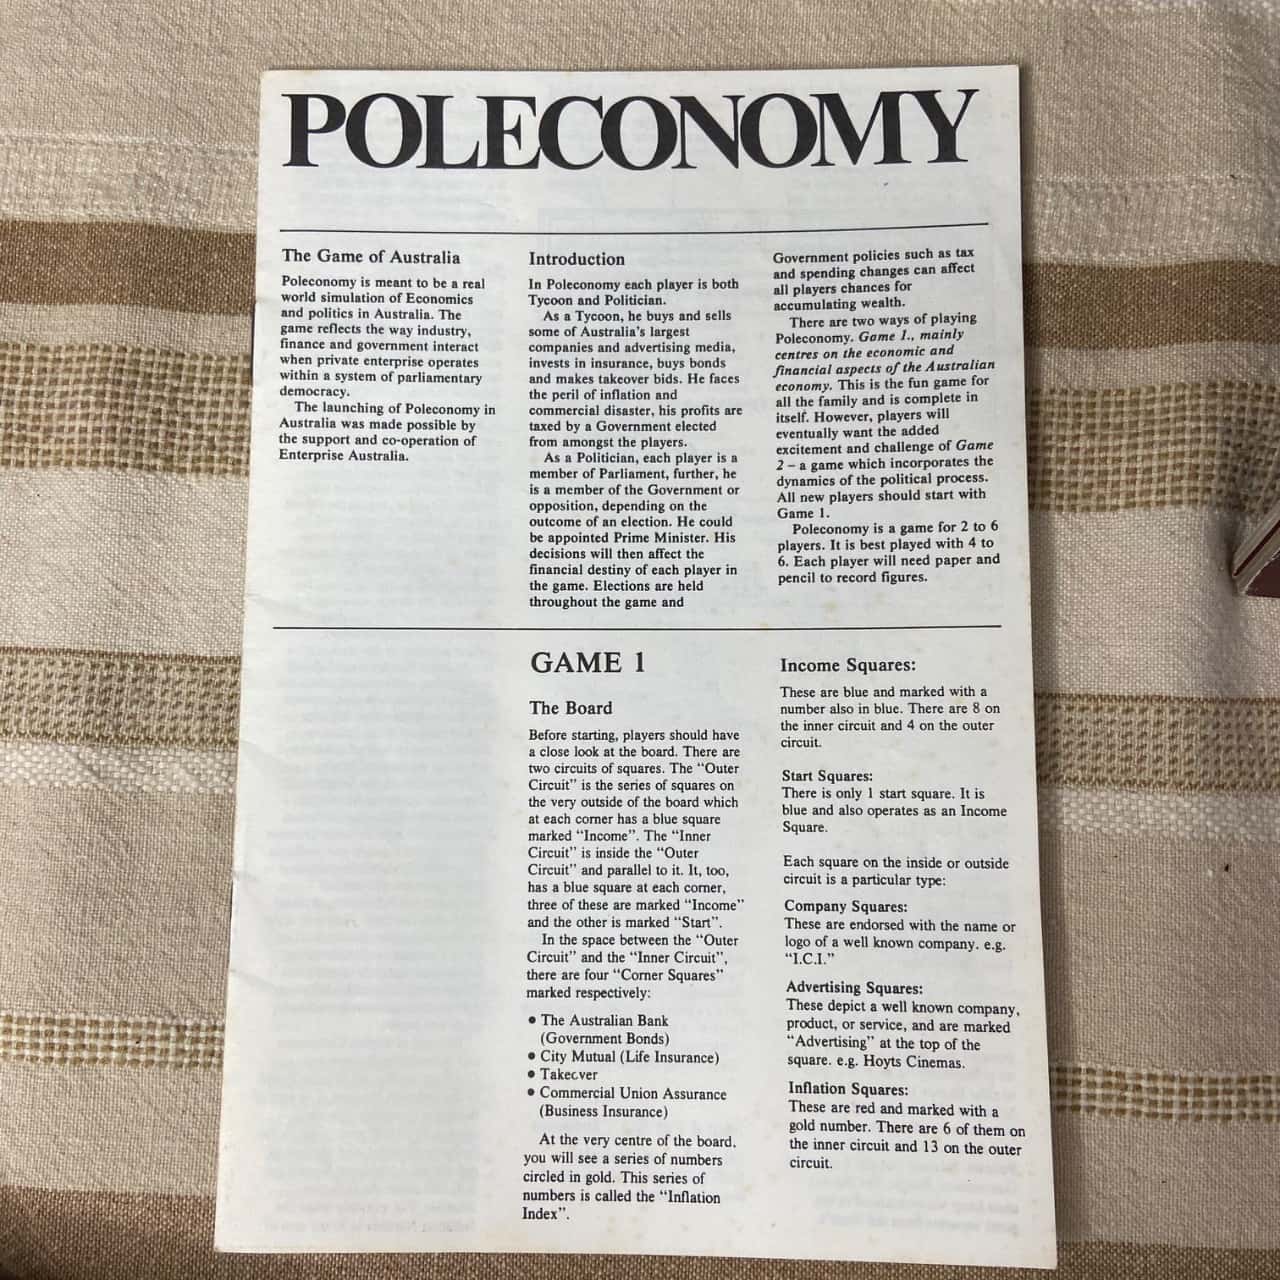 POLECONOMY
The Game of Australia
Poleconomy is meant to be a real
world simulation of Economics
and politics in Australia. The
game reflects the way industry,
finance and government interact
when private enterprise operates
within a system of parliamentary
democracy.
The launching of Poleconomy in
Australia was made possible by
the support and co-operation of
Enterprise Australia.
Introduction
In Poleconomy each player is both
Tycoon and Politician.
As a Tycoon, he buys and sells
some of Australia's largest
companies and advertising media,
invests in insurance, buys bonds
and makes takeover bids. He faces
the peril of inflation and
commercial disaster, his profits are
taxed by a Government elected
from amongst the players.
As a Politician, each player is a
member of Parliament, further, he
is a member of the Government or
opposition, depending on the
outcome of an election. He could
be appointed Prime Minister. His
decisions will then affect the
financial destiny of each player in
the game. Elections are held
throughout the game and
Government policies such as tax
and spending changes can affect
all players chances for
accumulating wealth.
There are two ways of playing
Poleconomy. Game 1., mainly
centres on the economic and
financial aspects of the Australian
economy. This is the fun game for
all the family and is complete in
itself. However, players will
eventually want the added
excitement and challenge of Game
2 – a game which incorporates the
dynamics of the political process.
All new players should start with
Game 1.
Poleconomy is a game for 2 to 6
players. It is best played with 4 to
6. Each player will need paper and
pencil to record figures.
GAME 1
The Board
Before starting, players should have
a close look at the board. There are
two circuits of squares. The “Outer
Circuit” is the series of squares on
the very outside of the board which
at each corner has a blue square
marked “Income”. The “Inner
Circuit” is inside the “Outer
Circuit” and parallel to it. It, too,
has a blue square at each corner,
three of these are marked “Income”
and the other is marked “Start”.
In the space between the “Outer
Circuit” and the “Inner Circuit”,
there are four “Corner Squares”
marked respectively:
• The Australian Bank
(Government Bonds)
• City Mutual (Life Insurance)
• Takeover
• Commercial Union Assurance
(Business Insurance)
At the very centre of the board,
you will see a series of numbers
circled in gold. This series of
numbers is called the “Inflation
Index”.
Income Squares:
These are blue and marked with a
number also in blue. There are 8 on
the inner circuit and 4 on the outer
circuit.
Start Squares:
There is only 1 start square. It is
blue and also operates as an Income
Square.
Each square on the inside or outside
circuit is a particular type:
Company Squares:
These are endorsed with the name or
logo of a well known company. e.g.
“I.C.I.”
Advertising Squares:
These depict a well known company,
product, or service, and are marked
“Advertising” at the top of the
square. e.g. Hoyts Cinemas.
Inflation Squares:
These are red and marked with a
gold number. There are 6 of them on
the inner circuit and 13 on the outer
circuit.